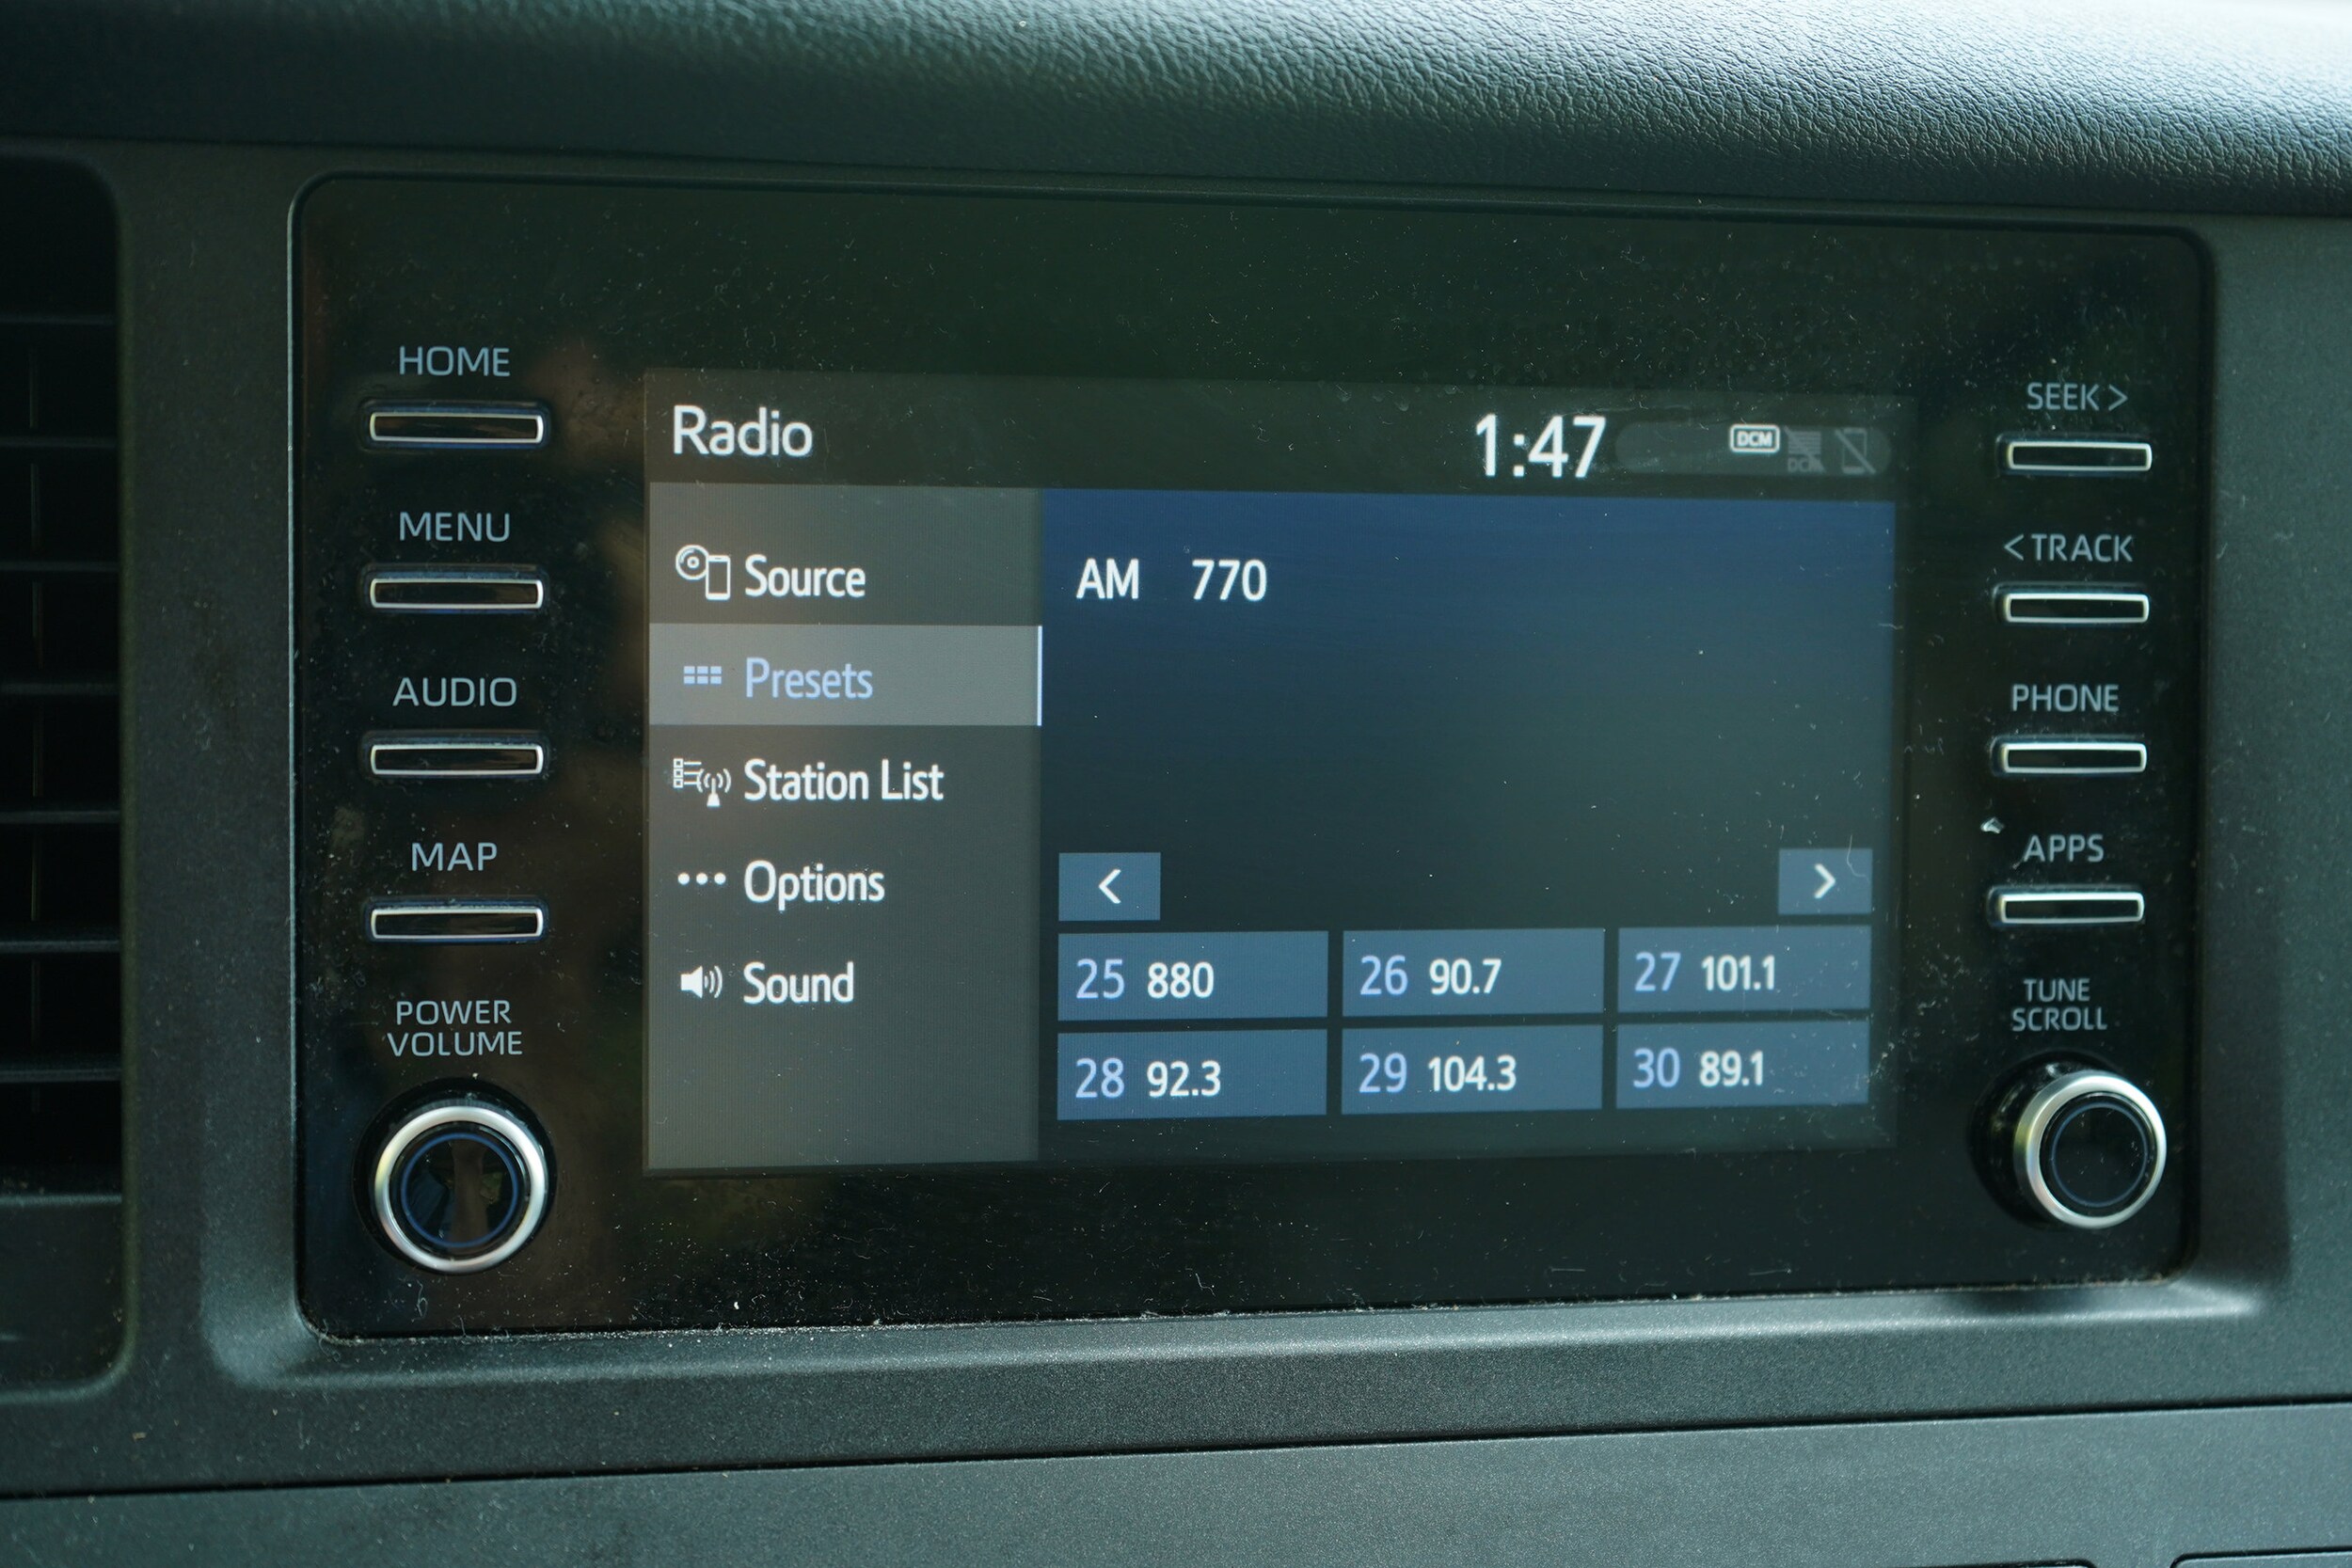 HOME
MENU
AUDIO
MAP
POWER
VOLUME
Radio
1:47
DCM
DCM
Source
Presets
Station List
Options
Sound
AM 770
<
>
25 880
26 90.7
27 101.1
28 92.3
29 104.3
30 89.1
SEEK >
< TRACK
PHONE
APPS
TUNE
SCROLL